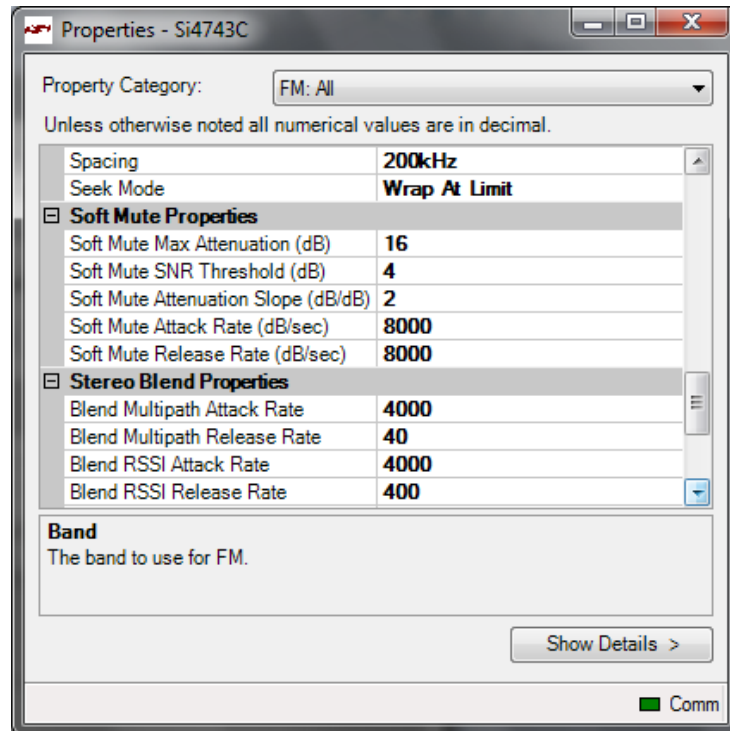 Properties - Si4743C
Property Category: FM: All
Unless otherwise noted all numerical values are in decimal.
Spacing 200kHz
Seek Mode Wrap At Limit
Soft Mute Properties
Soft Mute Max Attenuation (dB) 16
Soft Mute SNR Threshold (dB) 4
Soft Mute Attenuation Slope (dB/dB) 2
Soft Mute Attack Rate (dB/sec) 8000
Soft Mute Release Rate (dB/sec) 8000
Stereo Blend Properties
Blend Multipath Attack Rate 4000
Blend Multipath Release Rate 40
Blend RSSI Attack Rate 4000
Blend RSSI Release Rate 400
Band
The band to use for FM.
Show Details >
Comm